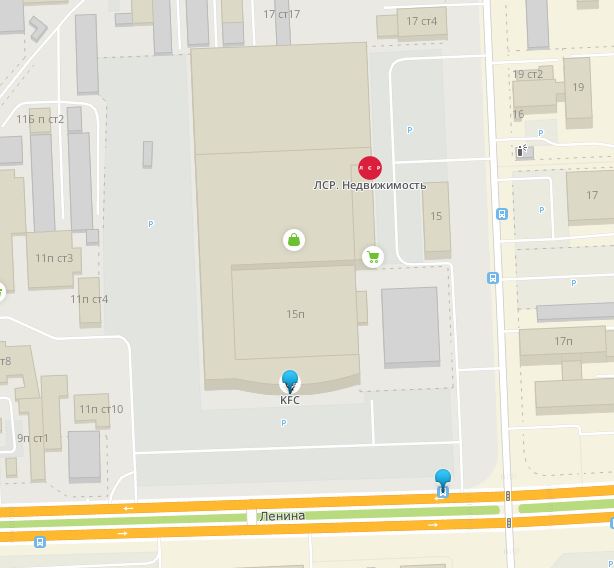 17 ст17
17 ст4
19 ст2
19
11Б п ст2
16
P
P
ЛСР
ЛСР. Недвижимость
17
15
P
P
11п ст3
P
11п ст4
15п
17п
ст8
KFC
11п ст10
P
9п ст1
Ленина